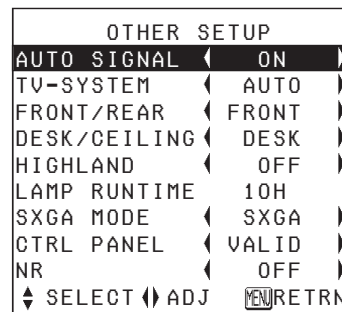 OTHER SETUP
AUTO SIGNAL ON
TV-SYSTEM AUTO
FRONT/REAR FRONT
DESK/CEILING DESK
HIGHLAND OFF
LAMP RUNTIME 10H
SXGA MODE SXGA
CTRL PANEL VALID
NR OFF
SELECT ADJ MENU RETRN